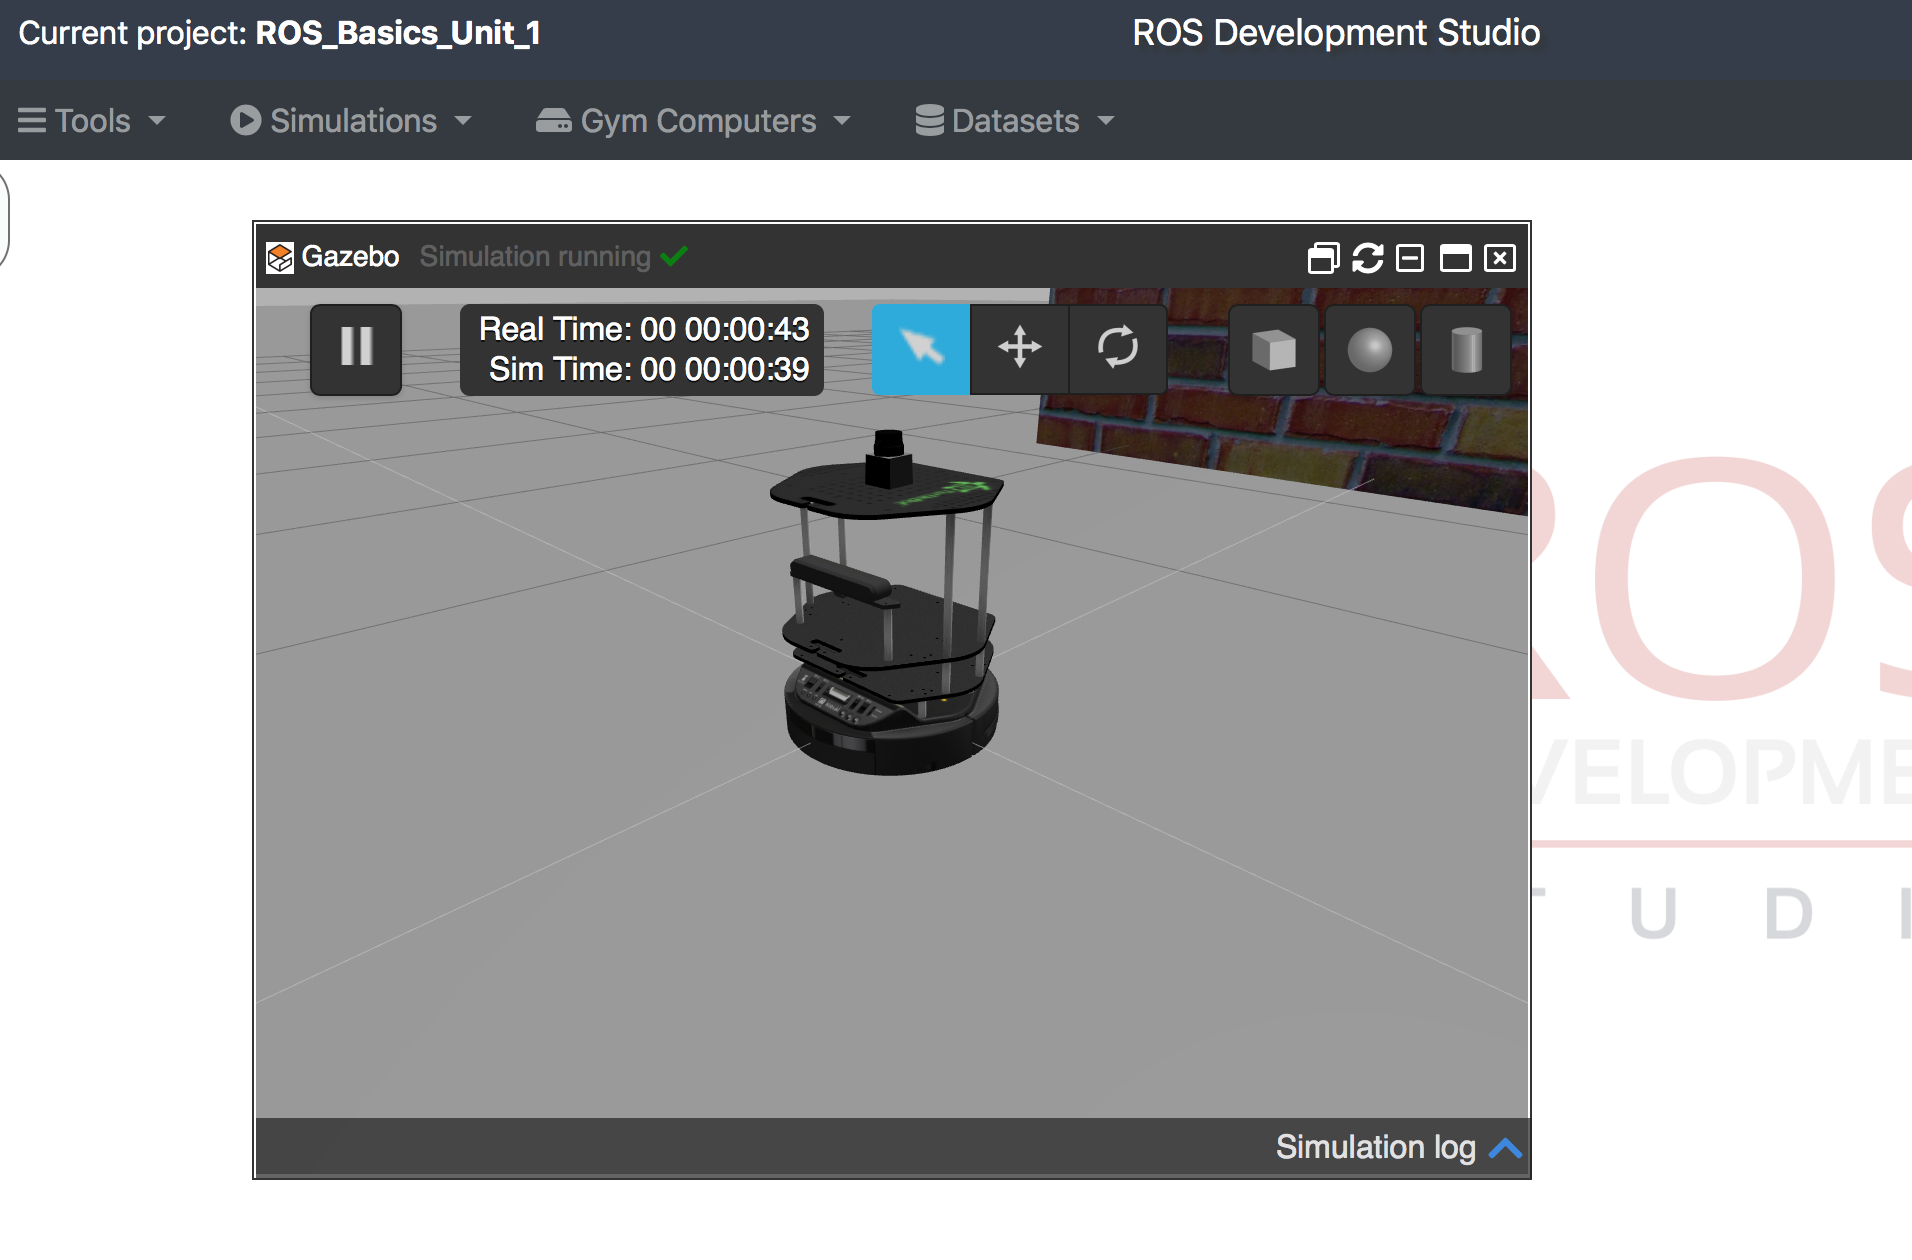 Current project: ROS_Basics_Unit_1
ROS Development Studio
Tools
Simulations
Gym Computers
Datasets
Gazebo Simulation running
Real Time: 00 00:00:43
Sim Time: 00 00:00:39
ROS
VELOPME
T U D I
Simulation log